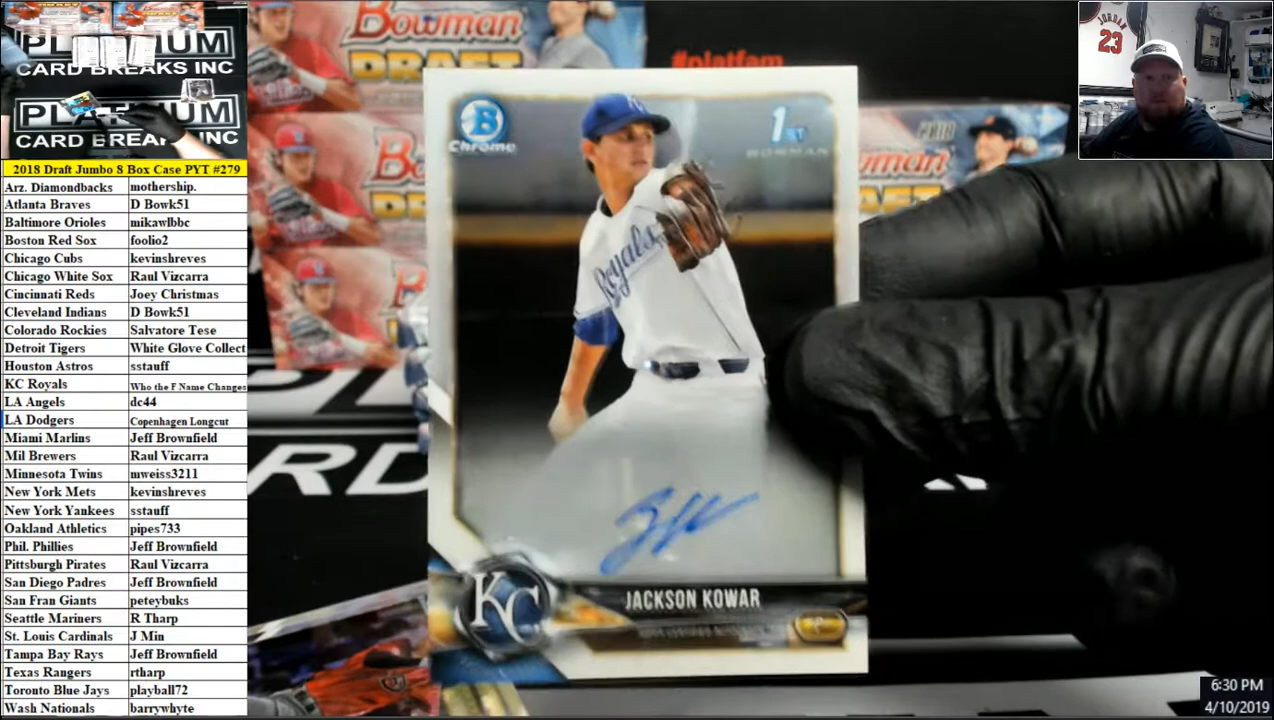 PLATINUM
CARD BREAKS INC
PLATINUM
CARD BREAKS INC
2018 Draft Jumbo 8 Box Case PYT #279
Arz. Diamondbacks mothership.
Atlanta Braves D Bowk51
Baltimore Orioles mikawlbbc
Boston Red Sox foolio2
Chicago Cubs kevinshreves
Chicago White Sox Raul Vizcarra
Cincinnati Reds Joey Christmas
Cleveland Indians D Bowk51
Colorado Rockies Salvatore Tese
Detroit Tigers White Glove Collect
Houston Astros sstauff
KC Royals Who the F Name Changes
LA Angels dc44
LA Dodgers Copenhagen Longcut
Miami Marlins Jeff Brownfield
Mil Brewers Raul Vizcarra
Minnesota Twins mweiss3211
New York Mets kevinshreves
New York Yankees sstauff
Oakland Athletics pipes733
Phil. Phillies Jeff Brownfield
Pittsburgh Pirates Raul Vizcarra
San Diego Padres Jeff Brownfield
San Fran Giants peteybuks
Seattle Mariners R Tharp
St. Louis Cardinals J Min
Tampa Bay Rays Jeff Brownfield
Texas Rangers rtharp
Toronto Blue Jays playball72
Wash Nationals barrywhyte
Bowman
DRAFT
#platfam
2018
B
Chrome
1ST
BOWMAN
Royals
KC
JACKSON KOWAR
P
RD
JORDAN
23
6:30 PM
4/10/2019